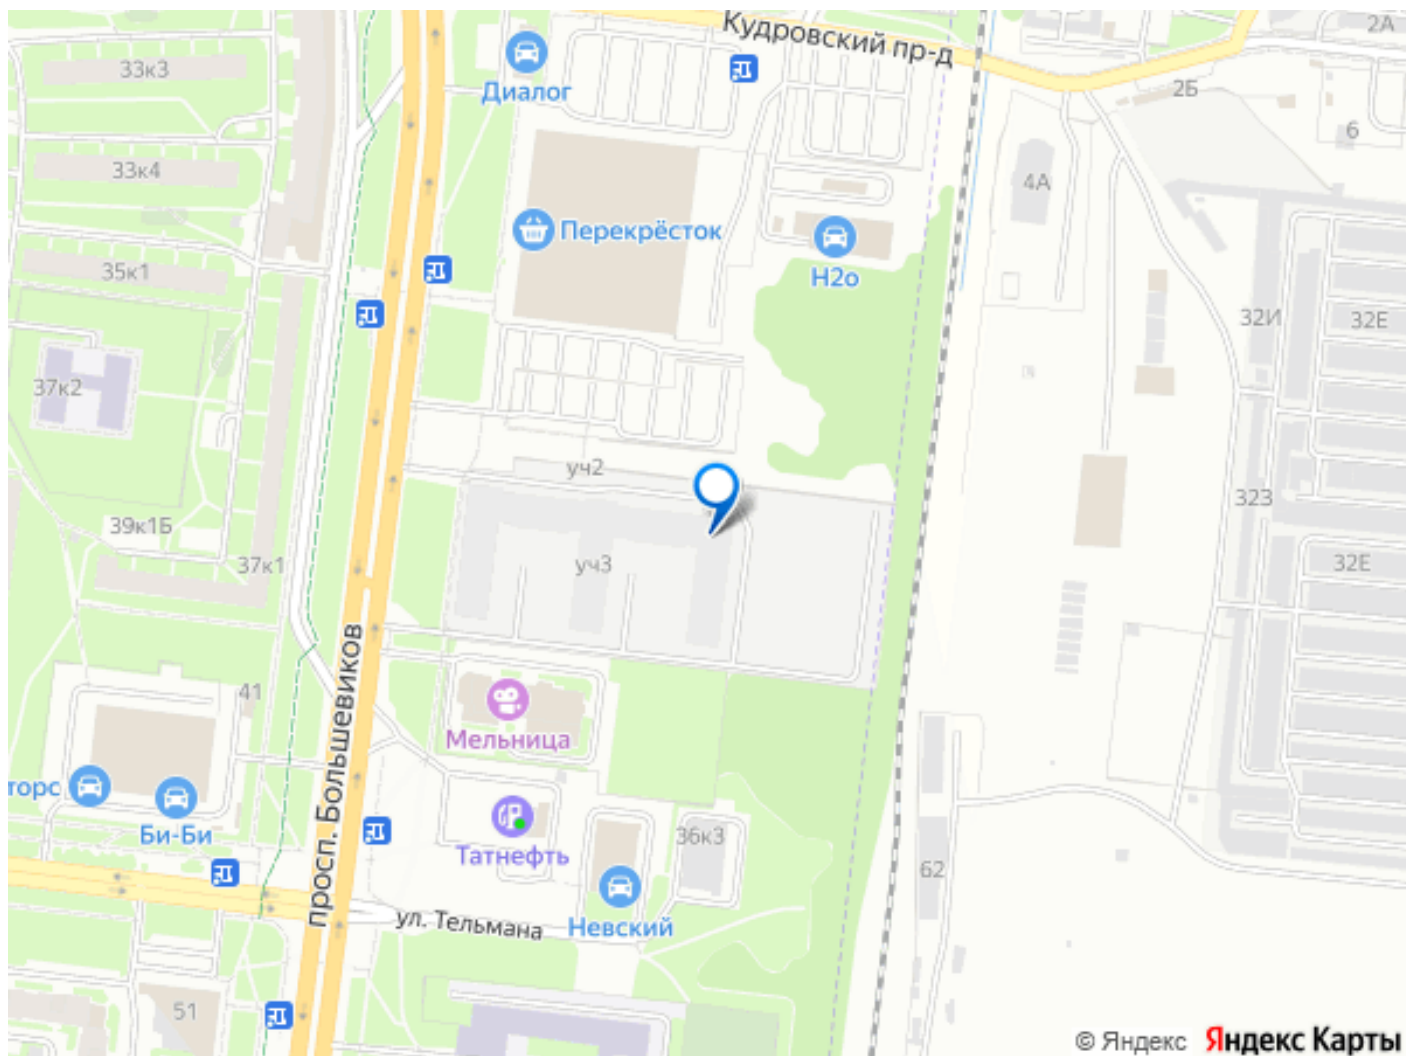 Кудровский пр-д
2А
33к3
Диалог
2Б
6
33к4
4А
Перекрёсток
35к1
Н2о
32И
32Е
37к2
уч2
323
39к1Б
37к1
уч3
32Е
просп. Большевиков
41
Мельница
торс
Би-Би
Татнефть
36к3
62
ул. Тельмана
Невский
51
© Яндекс Яндекс Карты